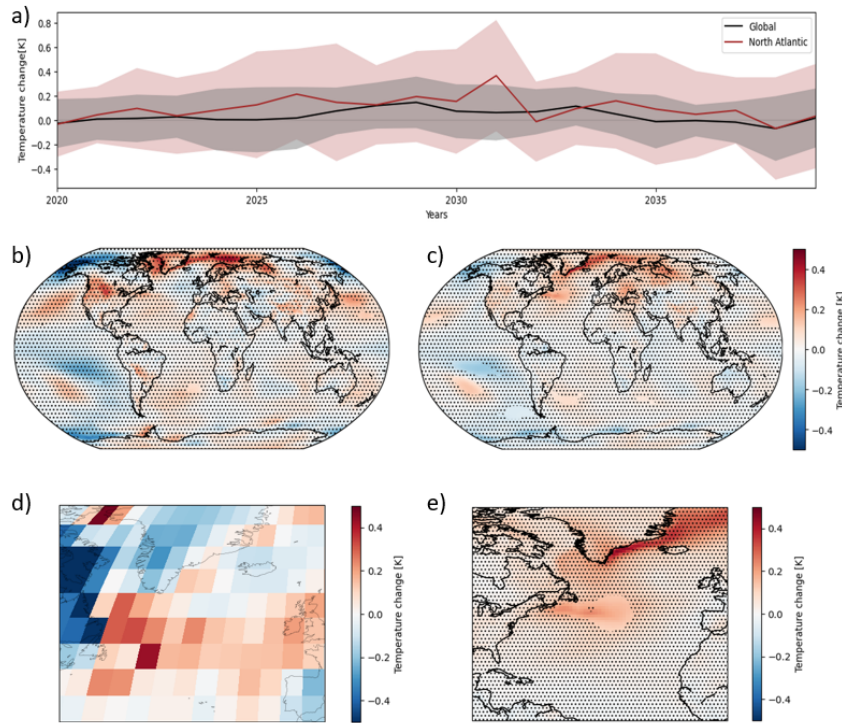 a)
Temperature change[K]
0.8
0.6
0.4
0.2
0.0
−0.2
−0.4
Global
North Atlantic
2020
2025
2030
2035
Years
b)
c)
0.4
0.2
0.0
−0.2
−0.4
Temperature change [K]
d)
0.4
0.2
0.0
−0.2
−0.4
Temperature change [K]
e)
0.4
0.2
0.0
−0.2
−0.4
Temperature change [K]